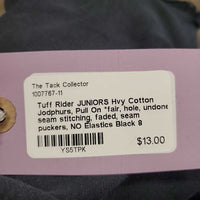 The Tack Collector
1007767-11
Tuff Rider JUNIORS Hvy Cotton
Jodphurs, Pull On *fair, hole, undone
seam stitching, faded, seam
puckers, NO Elastics Black 8
$13.00
YS5TPK